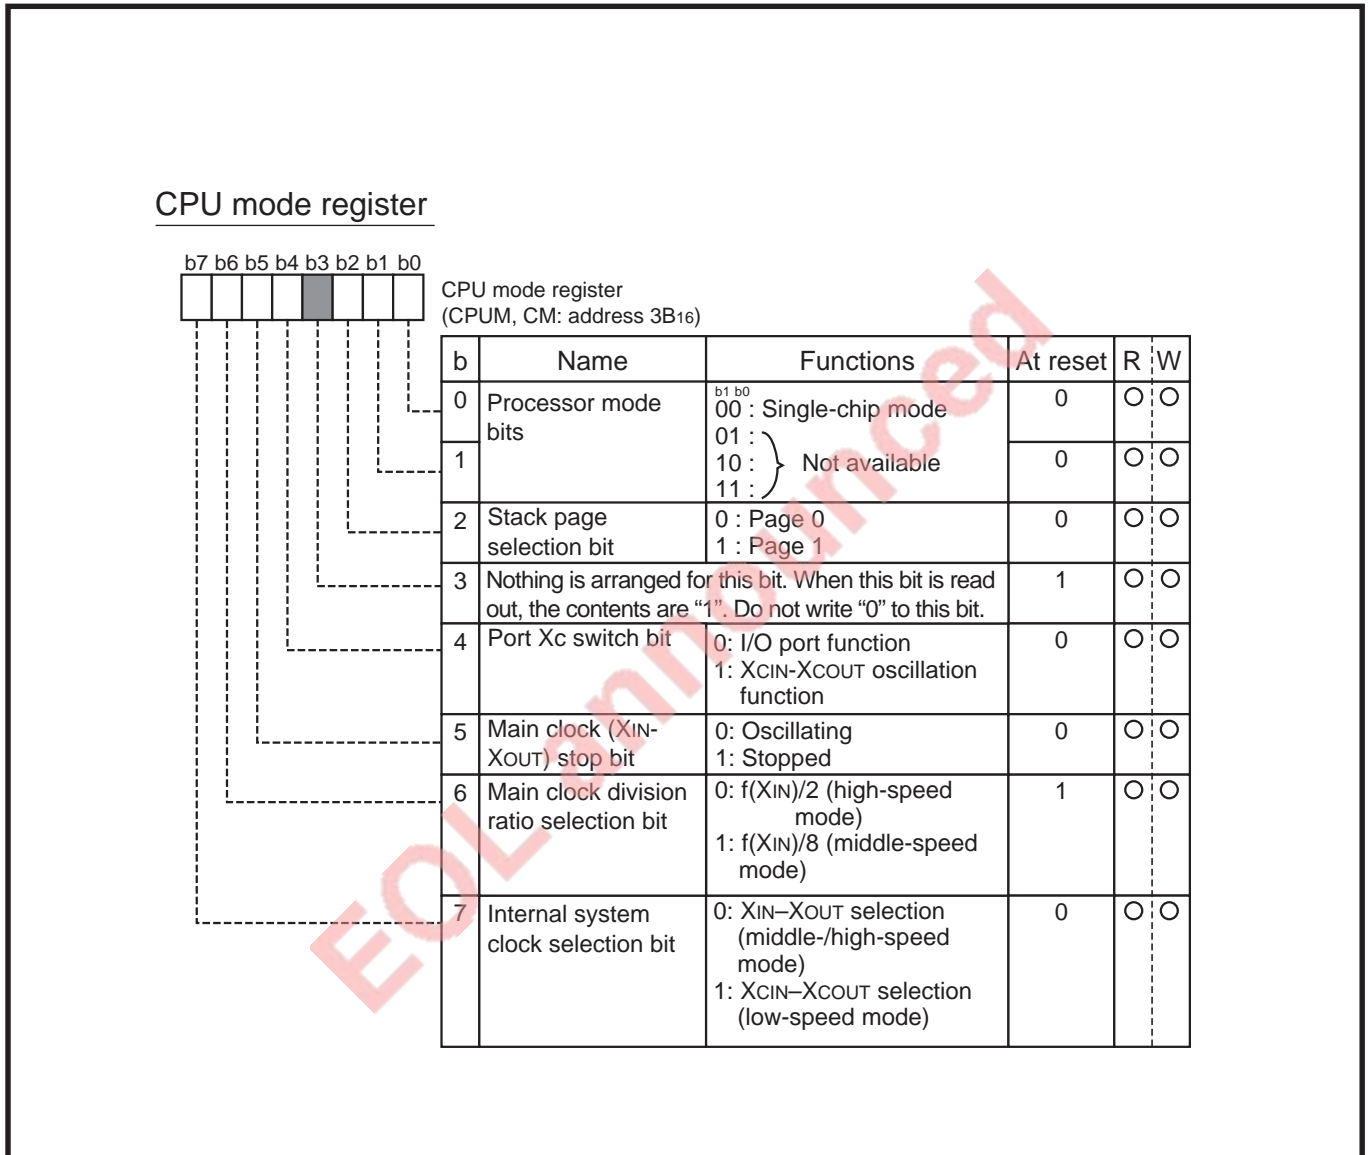 CPU mode register
b7 b6 b5 b4 b3 b2 b1 b0
CPU mode register
(CPUM, CM: address 3B16)
b Name Functions At reset R W
0 Processor mode bits
b1 b0
00 : Single-chip mode
01 :
10 : Not available
11 :
0
1
0
2 Stack page
selection bit
0 : Page 0
1 : Page 1
0
3 Nothing is arranged for this bit. When this bit is read
out, the contents are “1”. Do not write “0” to this bit.
1
4 Port Xc switch bit
0: I/O port function
1: XCIN-XCOUT oscillation
function
0
5 Main clock (XIN-
XOUT) stop bit
0: Oscillating
1: Stopped
0
6 Main clock division
ratio selection bit
0: f(XIN)/2 (high-speed
mode)
1: f(XIN)/8 (middle-speed
mode)
1
7 Internal system
clock selection bit
0: XIN–XOUT selection
(middle-/high-speed
mode)
1: XCIN–XCOUT selection
(low-speed mode)
0
EOL announced